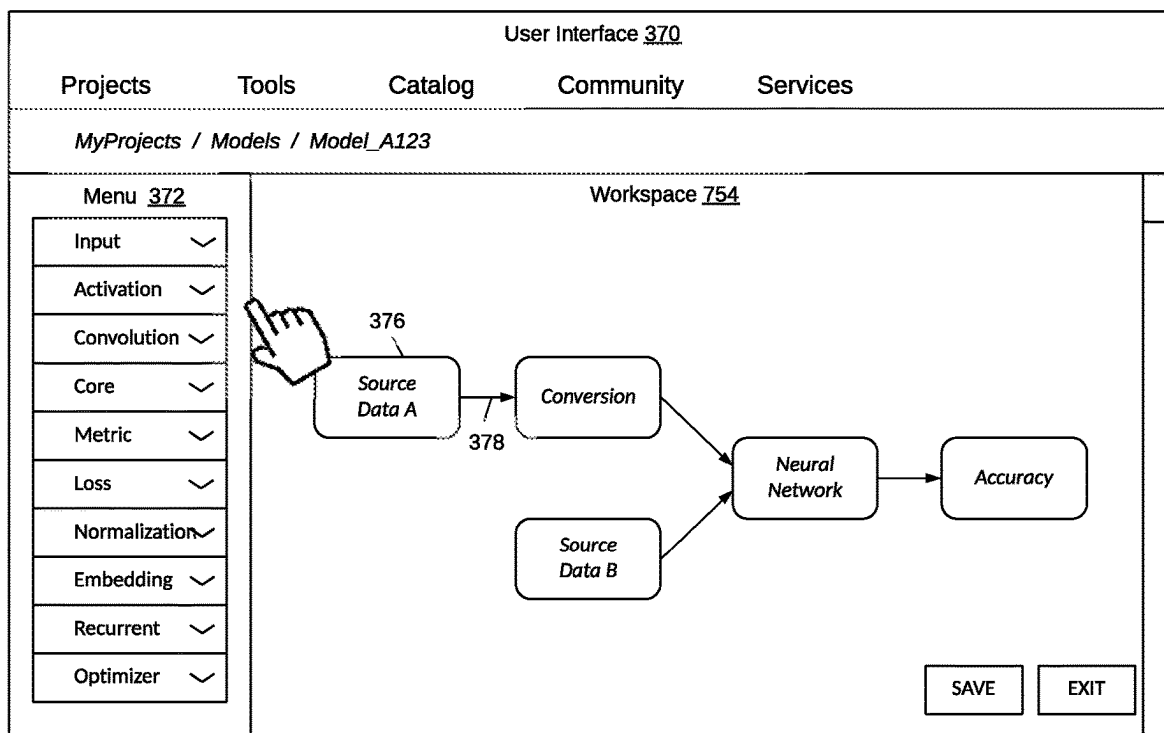 User Interface 370
Projects Tools Catalog Community Services
MyProjects / Models / Model_A123
Menu 372
Workspace 754
Input
Activation
Convolution
Core
Metric
Loss
Normalization
Embedding
Recurrent
Optimizer
376
Source
Data A
378
Conversion
Source
Data B
Neural
Network
Accuracy
SAVE
EXIT